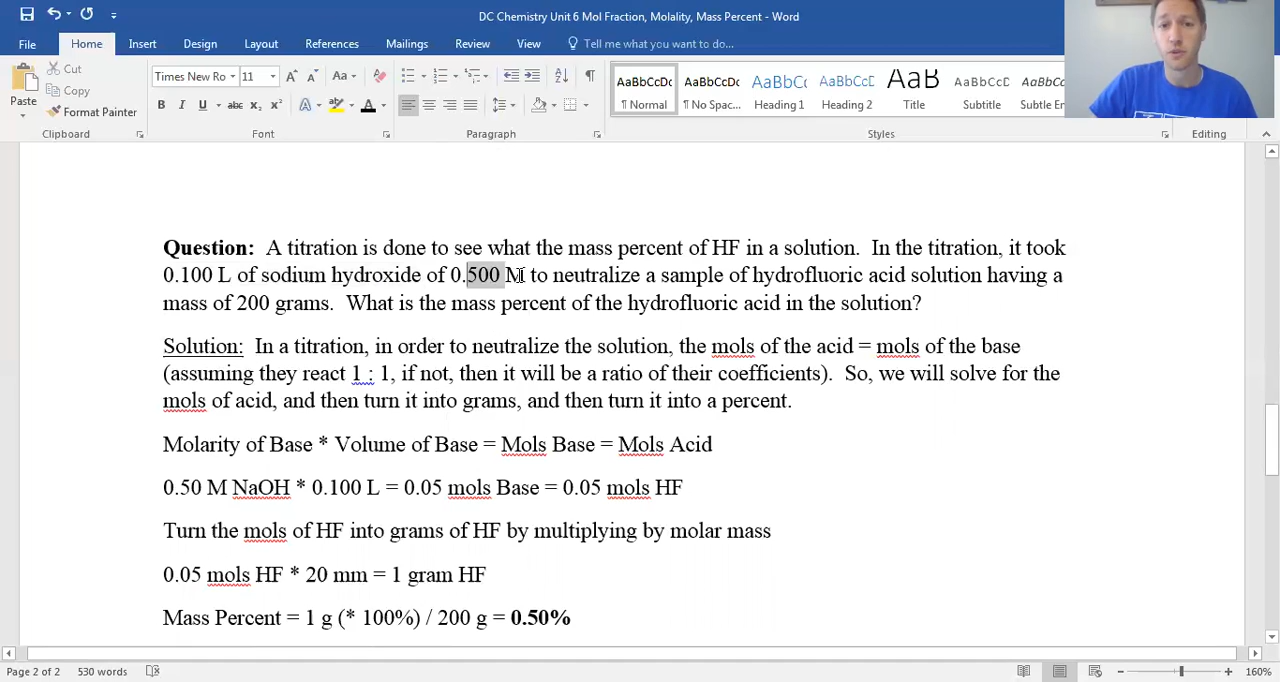 DC Chemistry Unit 6 Mol Fraction, Molality, Mass Percent - Word
File Home Insert Design Layout References Mailings Review View Tell me what you want to do...
Cut
Copy
Paste Format Painter
Times New Ro 11 Aa
B I U abc x₂ x² A A
AaBbCcDc AaBbCcDc AaBbCc AaBbCcD AaB AaBbCcD AaBbCcDc
¶ Normal ¶ No Spac... Heading 1 Heading 2 Title Subtitle Subtle Em
Clipboard Font Paragraph Styles Editing
Question: A titration is done to see what the mass percent of HF in a solution. In the titration, it took
0.100 L of sodium hydroxide of 0.500 M to neutralize a sample of hydrofluoric acid solution having a
mass of 200 grams. What is the mass percent of the hydrofluoric acid in the solution?
Solution: In a titration, in order to neutralize the solution, the mols of the acid = mols of the base
(assuming they react 1 : 1, if not, then it will be a ratio of their coefficients). So, we will solve for the
mols of acid, and then turn it into grams, and then turn it into a percent.
Molarity of Base * Volume of Base = Mols Base = Mols Acid
0.50 M NaOH * 0.100 L = 0.05 mols Base = 0.05 mols HF
Turn the mols of HF into grams of HF by multiplying by molar mass
0.05 mols HF * 20 mm = 1 gram HF
Mass Percent = 1 g (* 100%) / 200 g = 0.50%
Page 2 of 2 530 words 160%